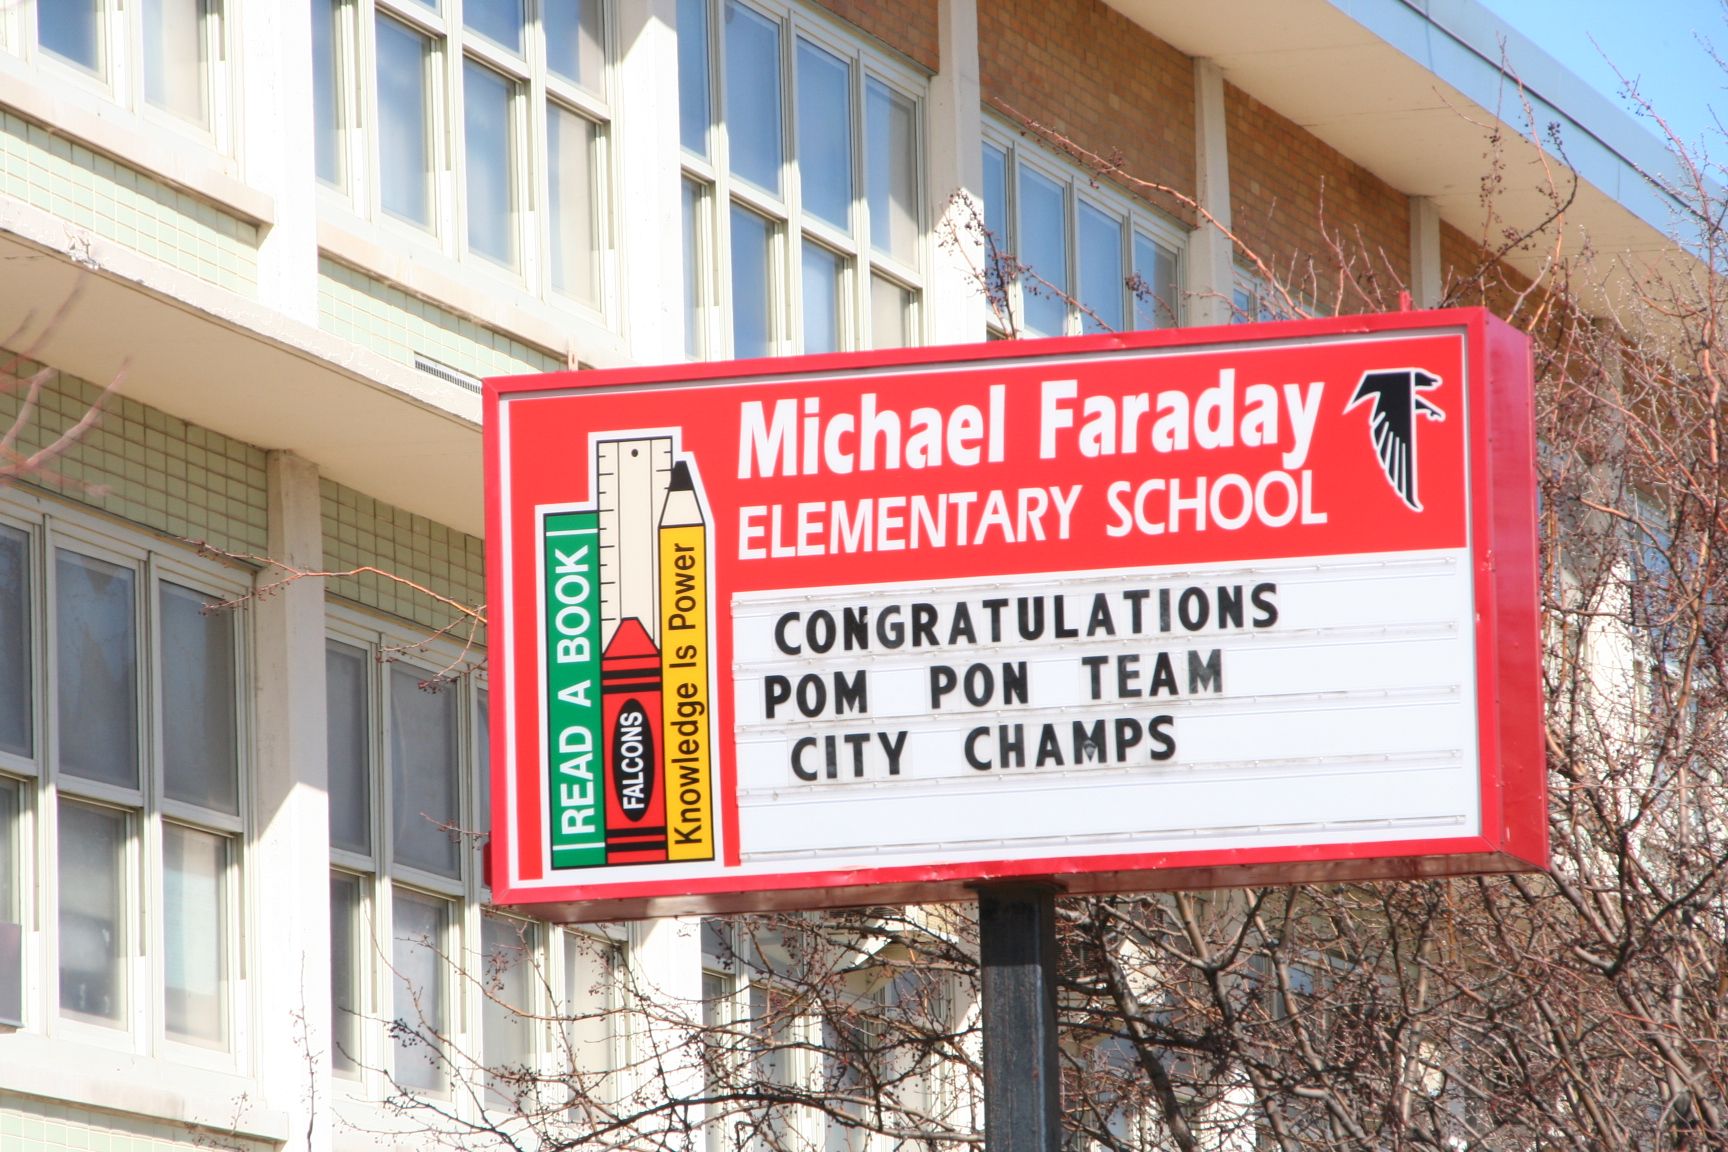 Michael Faraday
ELEMENTARY SCHOOL
READ A BOOK
FALCONS
Knowledge Is Power
CONGRATULATIONS
POM PON TEAM
CITY CHAMPS